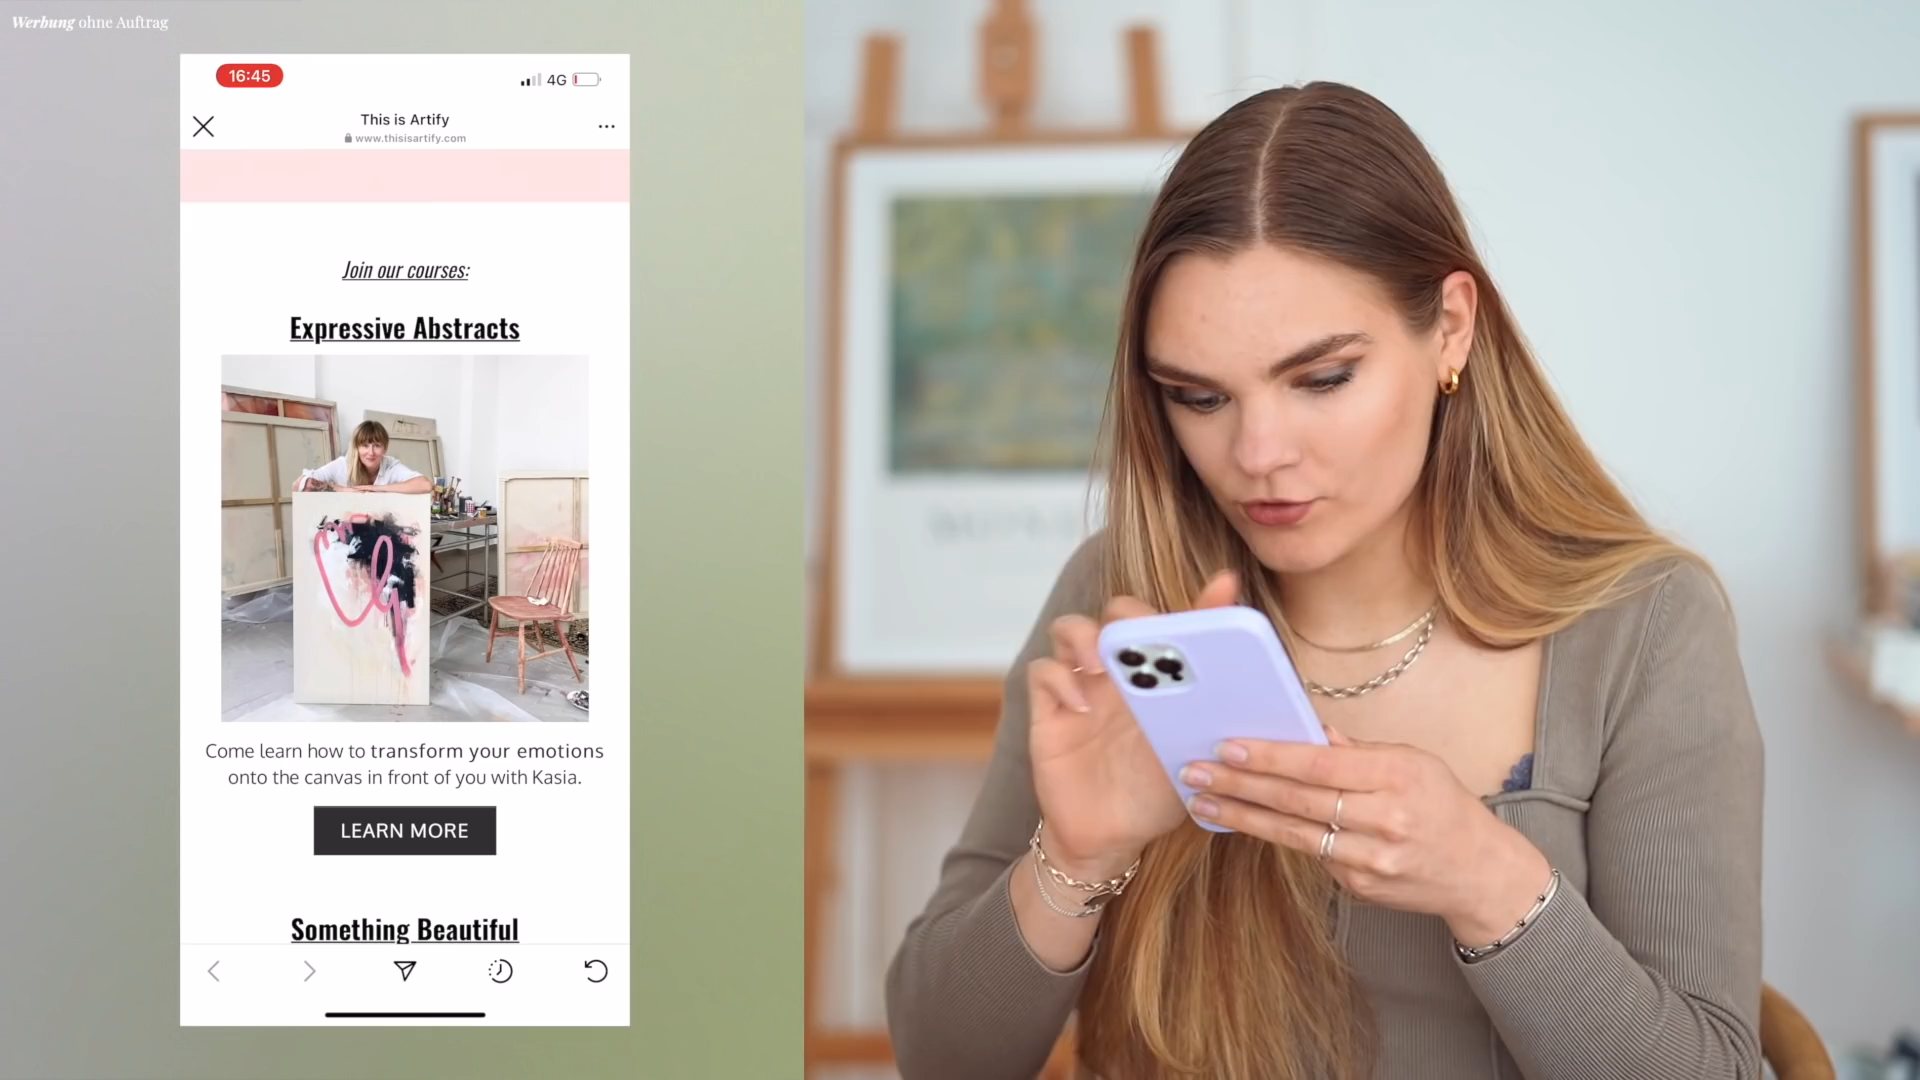 Werbung ohne Auftrag
16:45
4G
This is Artify
www.thisisartify.com
Join our courses:
Expressive Abstracts
Come learn how to transform your emotions
onto the canvas in front of you with Kasia.
LEARN MORE
Something Beautiful